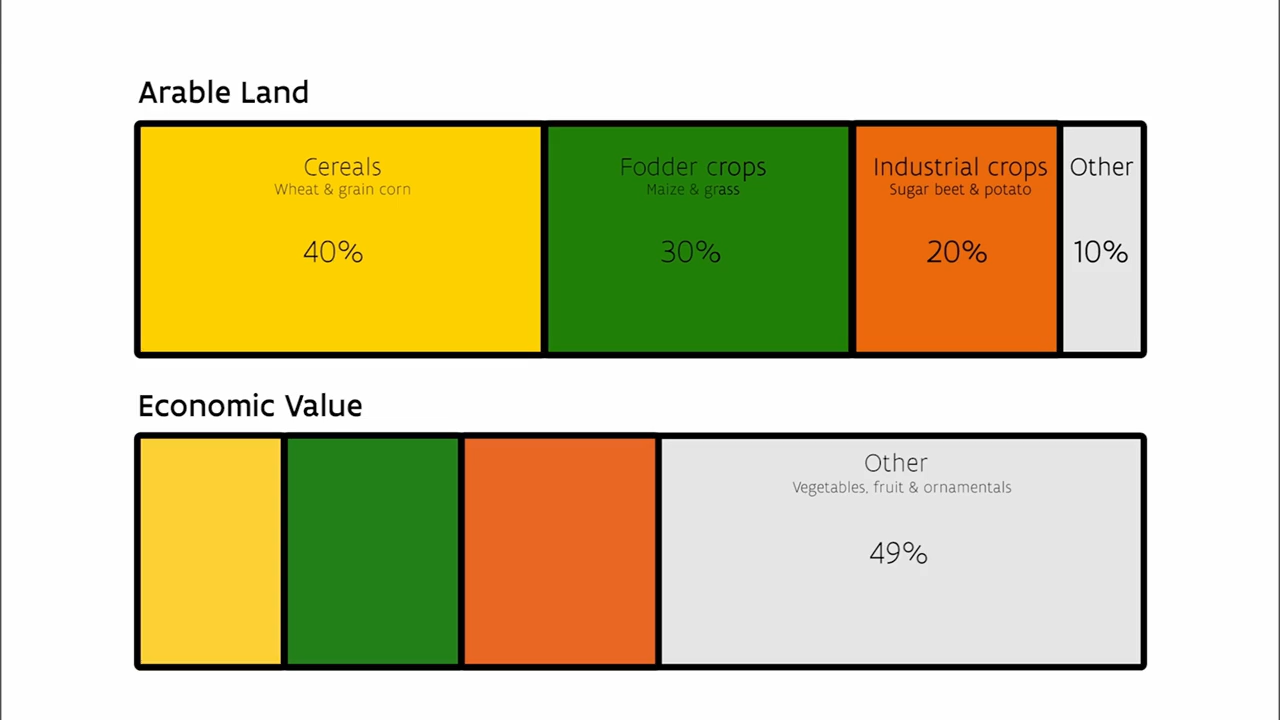 Arable Land
Cereals
Wheat & grain corn
40%
Fodder crops
Maize & grass
30%
Industrial crops
Sugar beet & potato
20%
Other
10%
Economic Value
Other
Vegetables, fruit & ornamentals
49%